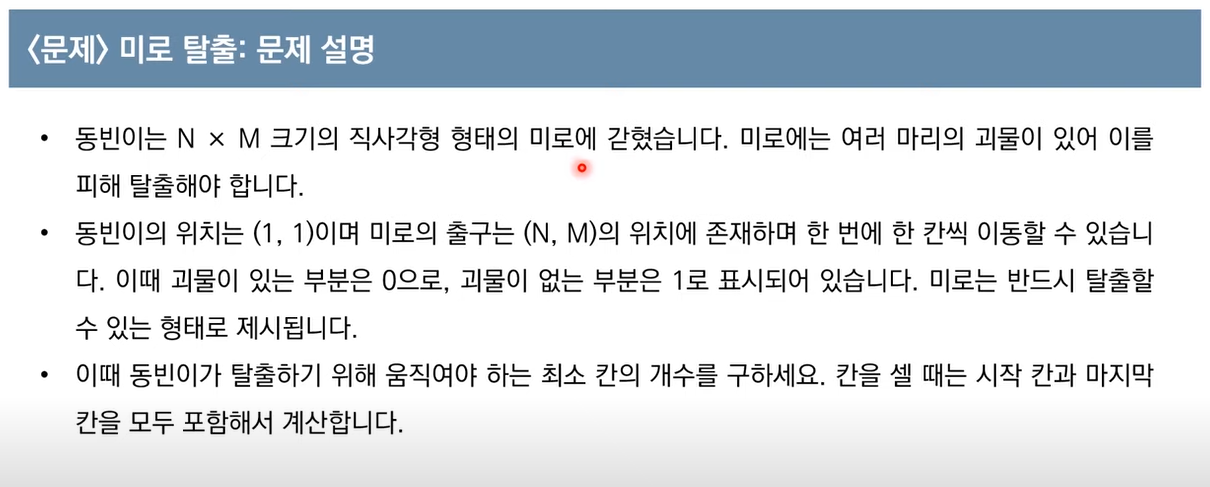 <문제> 미로 탈출: 문제 설명
• 동빈이는 N × M 크기의 직사각형 형태의 미로에 갇혔습니다. 미로에는 여러 마리의 괴물이 있어 이를
피해 탈출해야 합니다.
• 동빈이의 위치는 (1, 1)이며 미로의 출구는 (N, M)의 위치에 존재하며 한 번에 한 칸씩 이동할 수 있습니
다. 이때 괴물이 있는 부분은 0으로, 괴물이 없는 부분은 1로 표시되어 있습니다. 미로는 반드시 탈출할
수 있는 형태로 제시됩니다.
• 이때 동빈이가 탈출하기 위해 움직여야 하는 최소 칸의 개수를 구하세요. 칸을 셀 때는 시작 칸과 마지막
칸을 모두 포함해서 계산합니다.